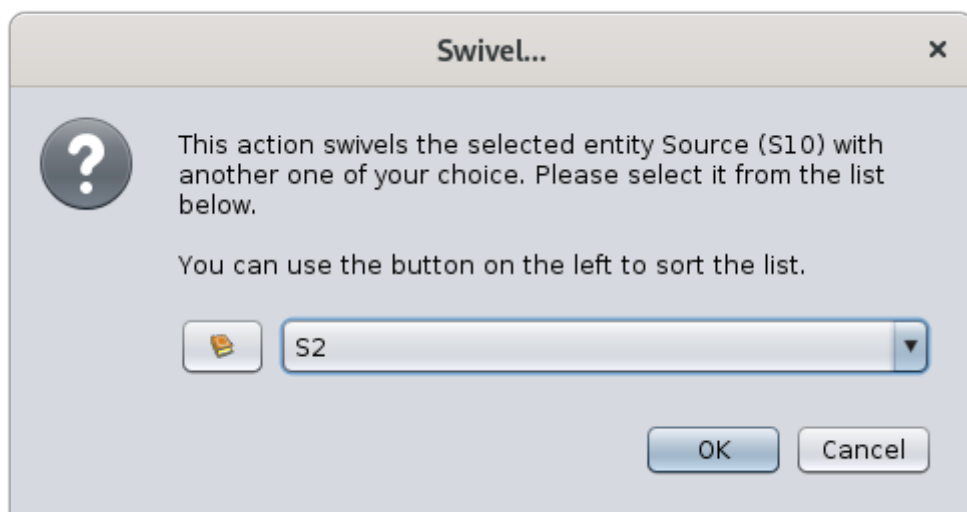 Swivel...
This action swivels the selected entity Source (S10) with
another one of your choice. Please select it from the list
below.
You can use the button on the left to sort the list.
S2
OK
Cancel